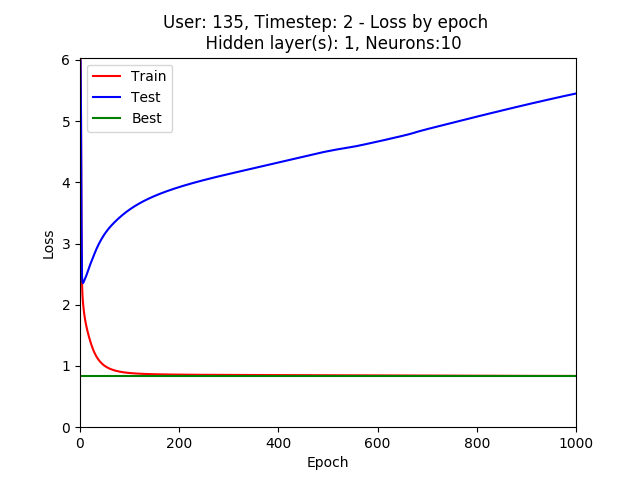 User: 135, Timestep: 2 - Loss by epoch
Hidden layer(s): 1, Neurons:10
Train
Test
Best
Loss
6
5
4
3
2
1
0
0 200 400 600 800 1000
Epoch